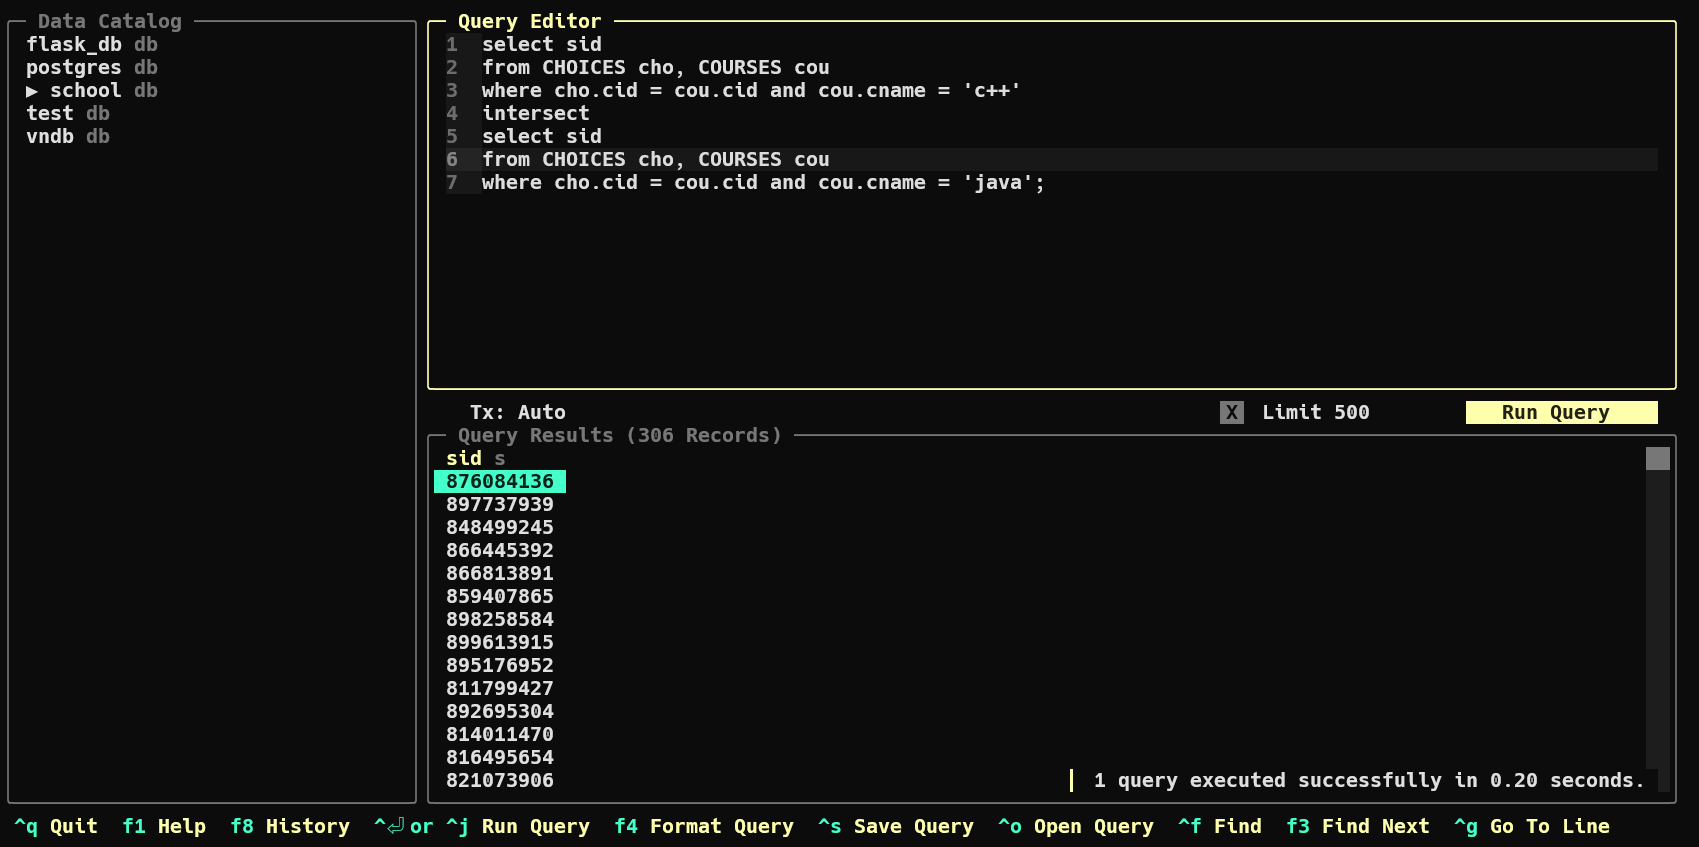 Data Catalog
flask_db db
postgres db
▶ school db
test db
vndb db
Query Editor
1 select sid
2 from CHOICES cho, COURSES cou
3 where cho.cid = cou.cid and cou.cname = 'c++'
4 intersect
5 select sid
6 from CHOICES cho, COURSES cou
7 where cho.cid = cou.cid and cou.cname = 'java';
Tx: Auto X Limit 500 Run Query
Query Results (306 Records)
sid s
876084136
897737939
848499245
866445392
866813891
859407865
898258584
899613915
895176952
811799427
892695304
814011470
816495654
821073906
1 query executed successfully in 0.20 seconds.
^q Quit f1 Help f8 History ^⏎ or ^j Run Query f4 Format Query ^s Save Query ^o Open Query ^f Find f3 Find Next ^g Go To Line